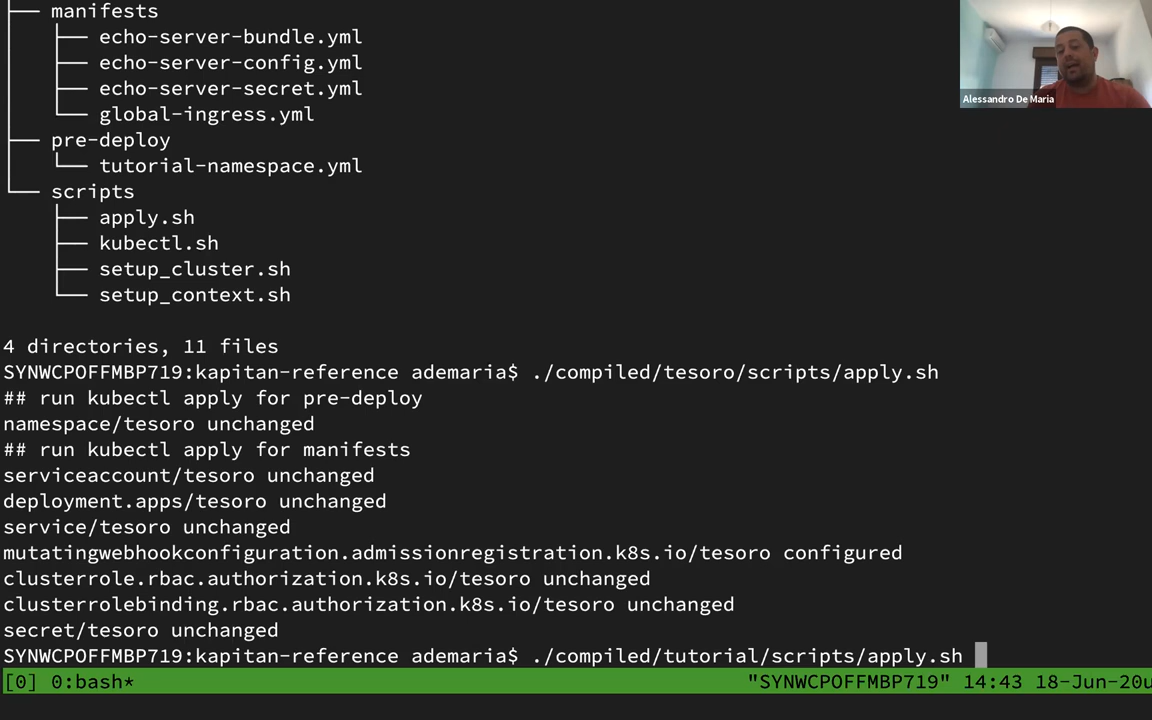 ├── manifests
│   ├── echo-server-bundle.yml
│   ├── echo-server-config.yml
│   ├── echo-server-secret.yml
│   └── global-ingress.yml
├── pre-deploy
│   └── tutorial-namespace.yml
└── scripts
    ├── apply.sh
    ├── kubectl.sh
    ├── setup_cluster.sh
    └── setup_context.sh
Alessandro De Maria
4 directories, 11 files
SYNWCPOFFMBP719:kapitan-reference ademaria$ ./compiled/tesoro/scripts/apply.sh
## run kubectl apply for pre-deploy
namespace/tesoro unchanged
## run kubectl apply for manifests
serviceaccount/tesoro unchanged
deployment.apps/tesoro unchanged
service/tesoro unchanged
mutatingwebhookconfiguration.admissionregistration.k8s.io/tesoro configured
clusterrole.rbac.authorization.k8s.io/tesoro unchanged
clusterrolebinding.rbac.authorization.k8s.io/tesoro unchanged
secret/tesoro unchanged
SYNWCPOFFMBP719:kapitan-reference ademaria$ ./compiled/tutorial/scripts/apply.sh
[0] 0:bash* "SYNWCPOFFMBP719" 14:43 18-Jun-20